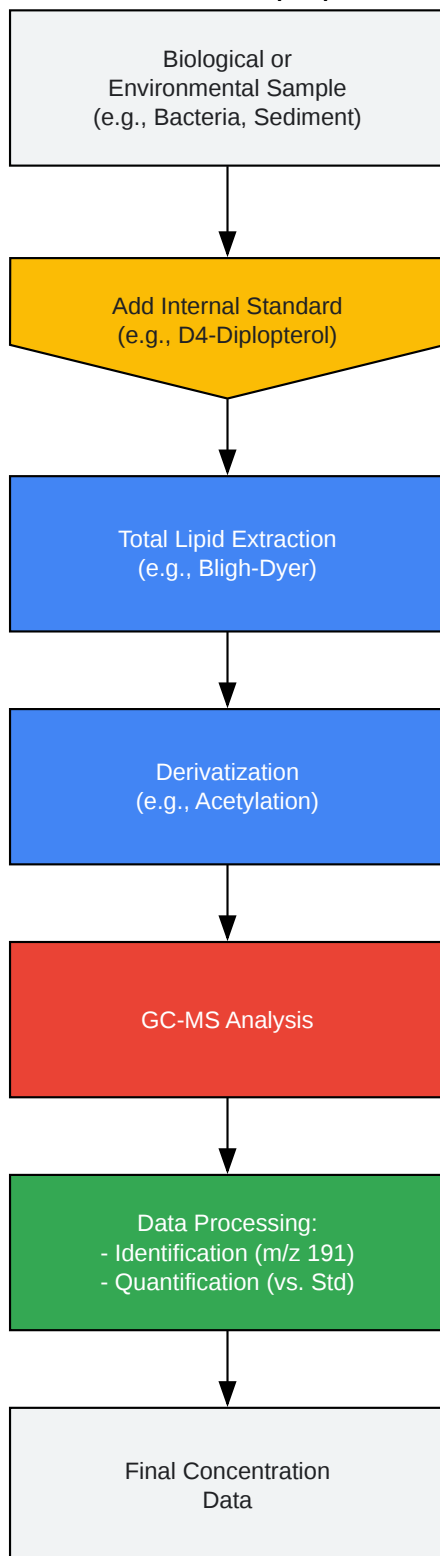 Biological or
Environmental Sample
(e.g., Bacteria, Sediment)
Add Internal Standard
(e.g., D4-Diplopterol)
Total Lipid Extraction
(e.g., Bligh-Dyer)
Derivatization
(e.g., Acetylation)
GC-MS Analysis
Data Processing:
- Identification (m/z 191)
- Quantification (vs. Std)
Final Concentration
Data